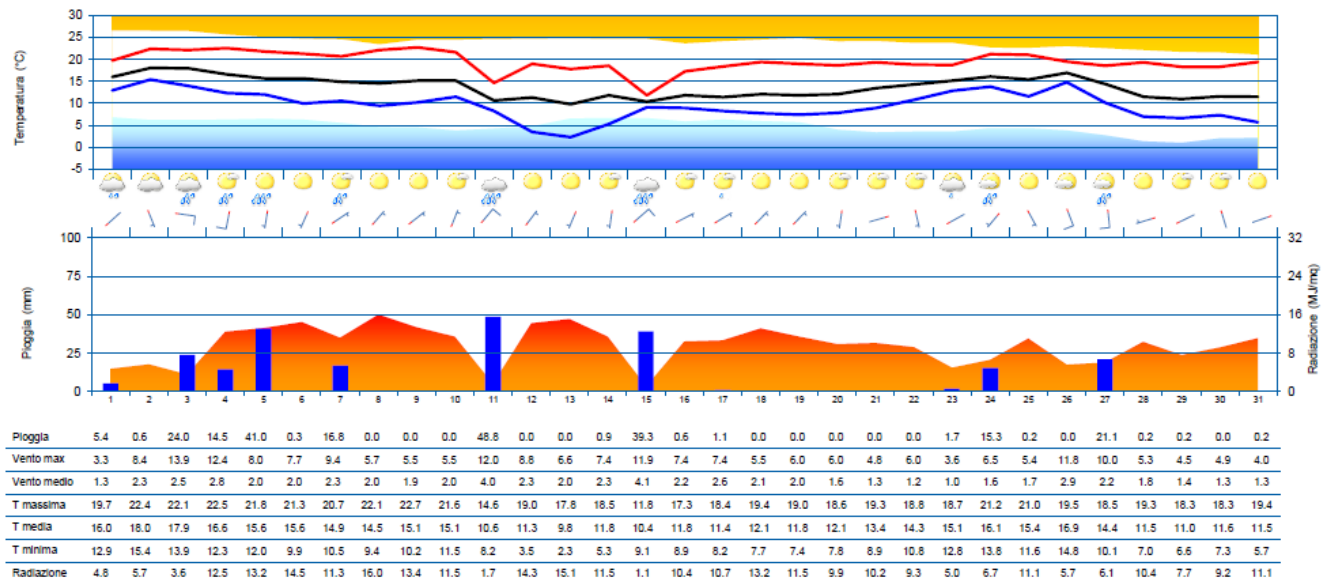 Temperatura (°C)
30
25
20
15
10
5
0
-5
Pioggia (mm)
100
75
50
25
0
32
24
16
8
0
Radiazione (MJ/mq)
1 2 3 4 5 6 7 8 9 10 11 12 13 14 15 16 17 18 19 20 21 22 23 24 25 26 27 28 29 30 31
Pioggia 5.4 0.6 24.0 14.5 41.0 0.3 16.8 0.0 0.0 0.0 48.8 0.0 0.0 0.9 39.3 0.6 1.1 0.0 0.0 0.0 0.0 0.0 1.7 15.3 0.2 0.0 21.1 0.2 0.2 0.0 0.2
Vento max 3.3 8.4 13.9 12.4 8.0 7.7 9.4 5.7 5.5 5.5 12.0 8.8 6.6 7.4 11.9 7.4 7.4 5.5 6.0 6.0 4.8 6.0 3.6 6.5 5.4 11.8 10.0 5.3 4.5 4.9 4.0
Vento medio 1.3 2.3 2.5 2.8 2.0 2.0 2.3 2.0 1.9 2.0 4.0 2.3 2.0 2.3 4.1 2.2 2.6 2.1 2.0 1.6 1.3 1.2 1.0 1.6 1.7 2.9 2.2 1.8 1.4 1.3 1.3
T massima 19.7 22.4 22.1 22.5 21.8 21.3 20.7 22.1 22.7 21.6 14.6 19.0 17.8 18.5 11.8 17.3 18.4 19.4 19.0 18.6 19.3 18.8 18.7 21.2 21.0 19.5 18.5 19.3 18.3 18.3 19.4
T media 16.0 18.0 17.9 16.6 15.6 15.6 14.9 14.5 15.1 15.1 10.6 11.3 9.8 11.8 10.4 11.8 11.4 12.1 11.8 12.1 13.4 14.3 15.1 16.1 15.4 16.9 14.4 11.5 11.0 11.6 11.5
T minima 12.9 15.4 13.9 12.3 12.0 9.9 10.5 9.4 10.2 11.5 8.2 3.5 2.3 5.3 9.1 8.9 8.2 7.7 7.4 7.8 8.9 10.8 12.8 13.8 11.6 14.8 10.1 7.0 6.6 7.3 5.7
Radiazione 4.8 5.7 3.6 12.5 13.2 14.5 11.3 16.0 13.4 11.5 1.7 14.3 15.1 11.5 1.1 10.4 10.7 13.2 11.5 9.9 10.2 9.3 5.0 6.7 11.1 5.7 6.1 10.4 7.7 9.2 11.1